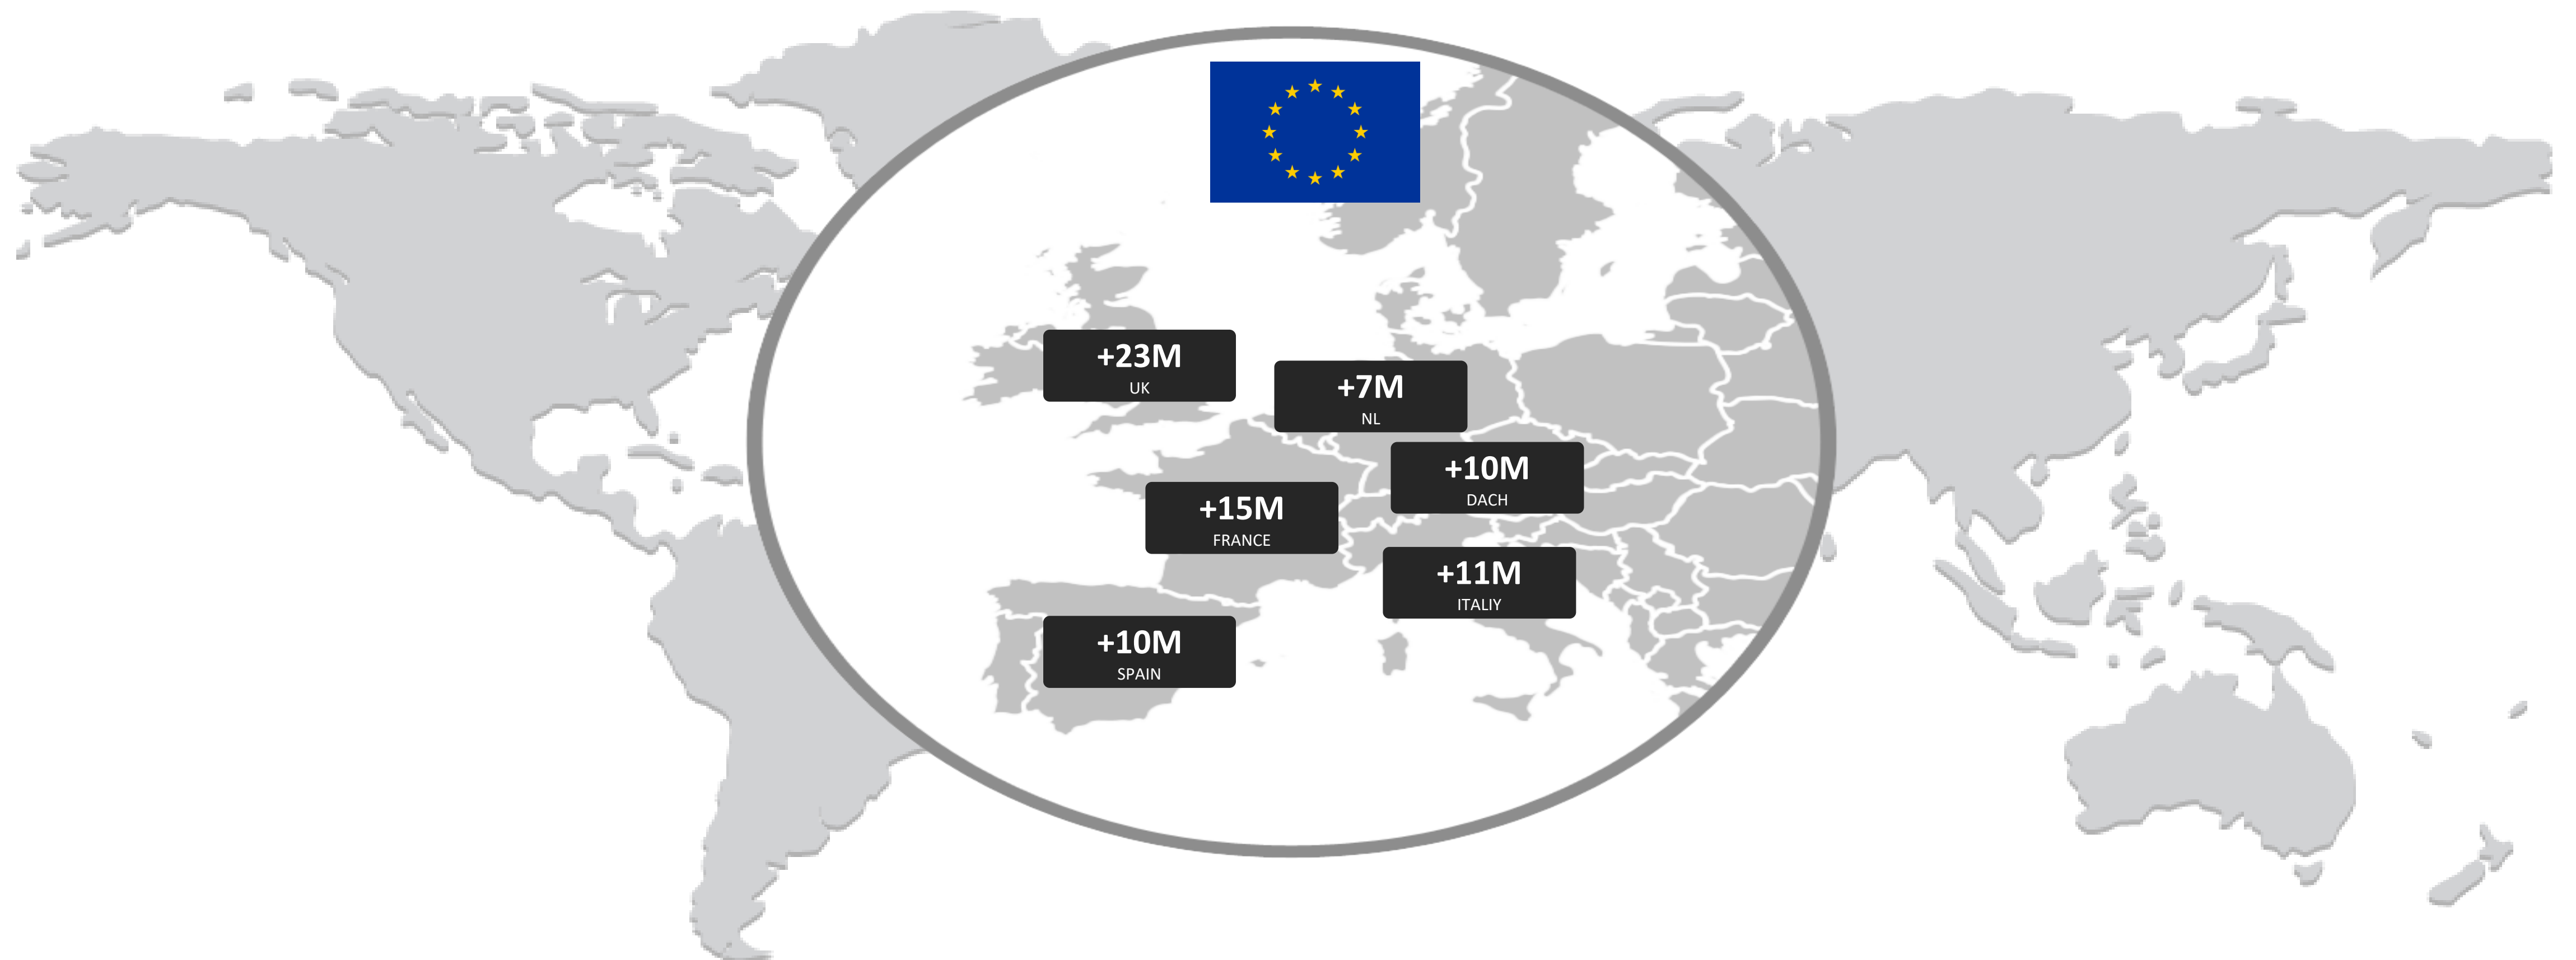 +23M
UK
+7M
NL
+10M
DACH
+15M
FRANCE
+11M
ITALIY
+10M
SPAIN